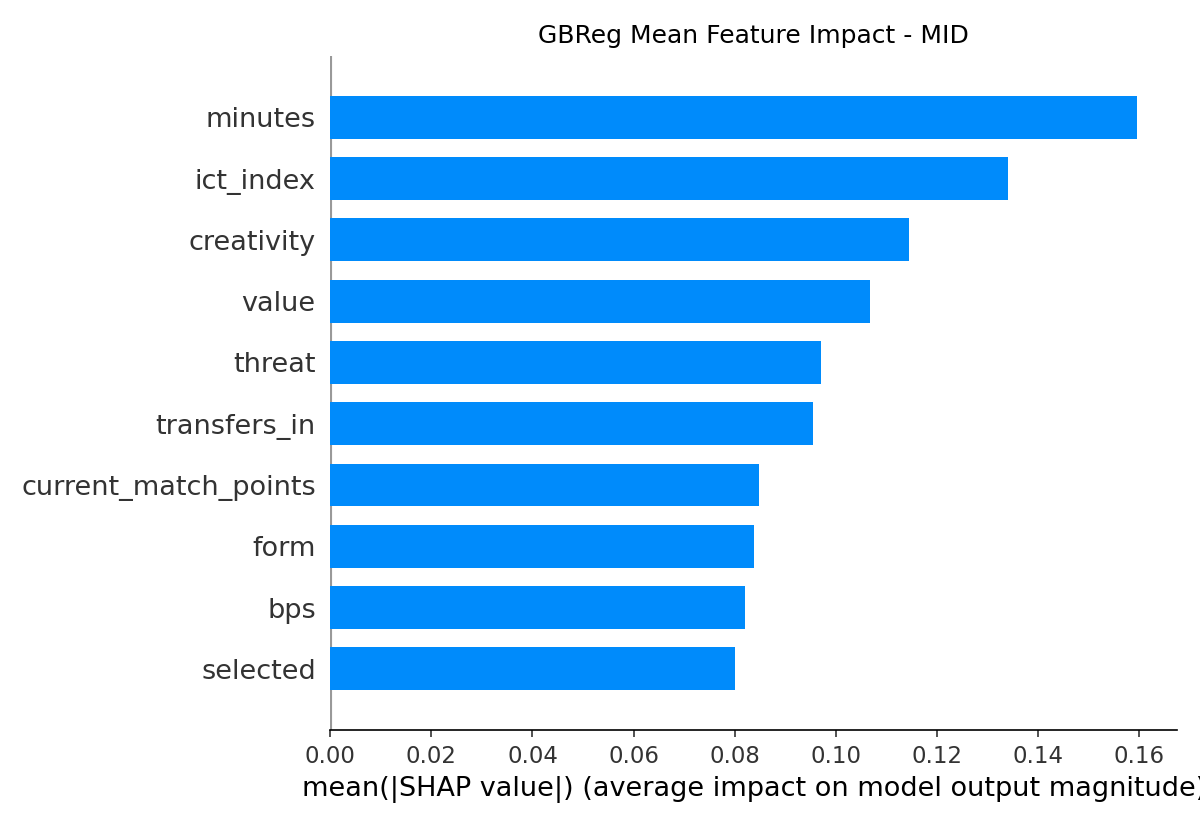 GBReg Mean Feature Impact - MID
minutes
ict_index
creativity
value
threat
transfers_in
current_match_points
form
bps
selected
0.00 0.02 0.04 0.06 0.08 0.10 0.12 0.14 0.16
mean(|SHAP value|) (average impact on model output magnitude)